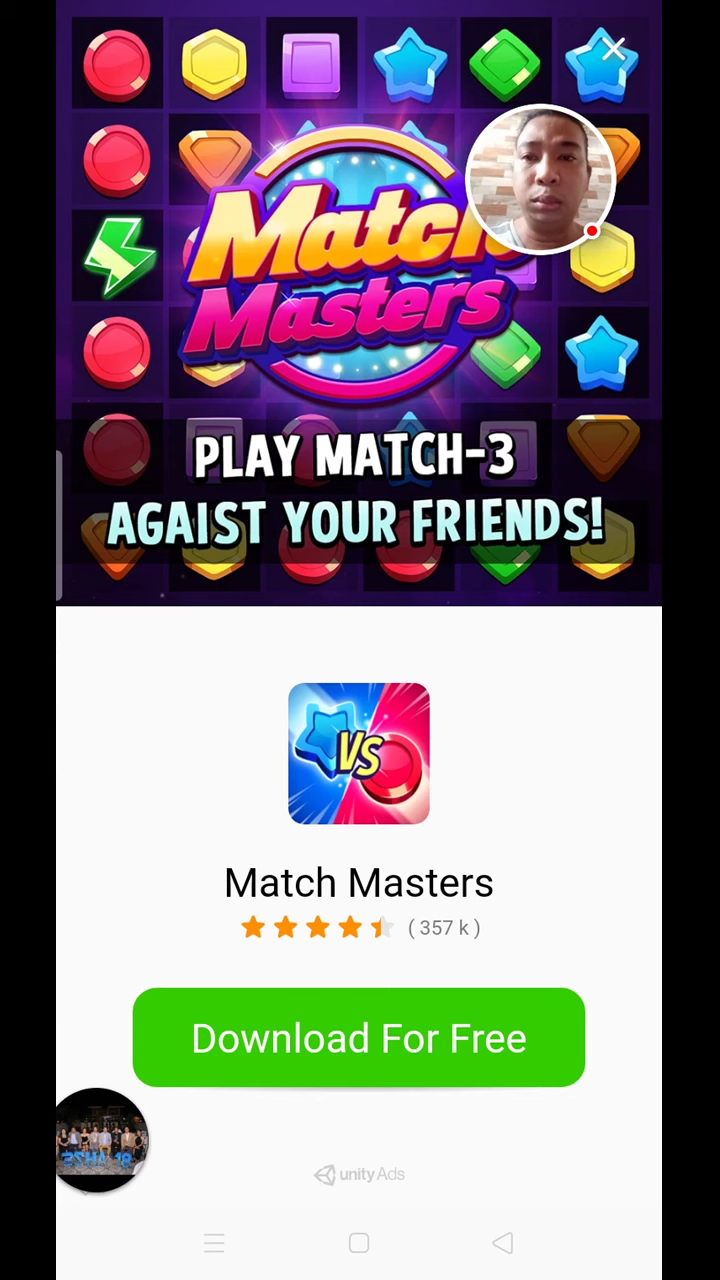 Match
Masters
PLAY MATCH-3
AGAIST YOUR FRIENDS!
VS
Match Masters
( 357 k )
Download For Free
unity Ads